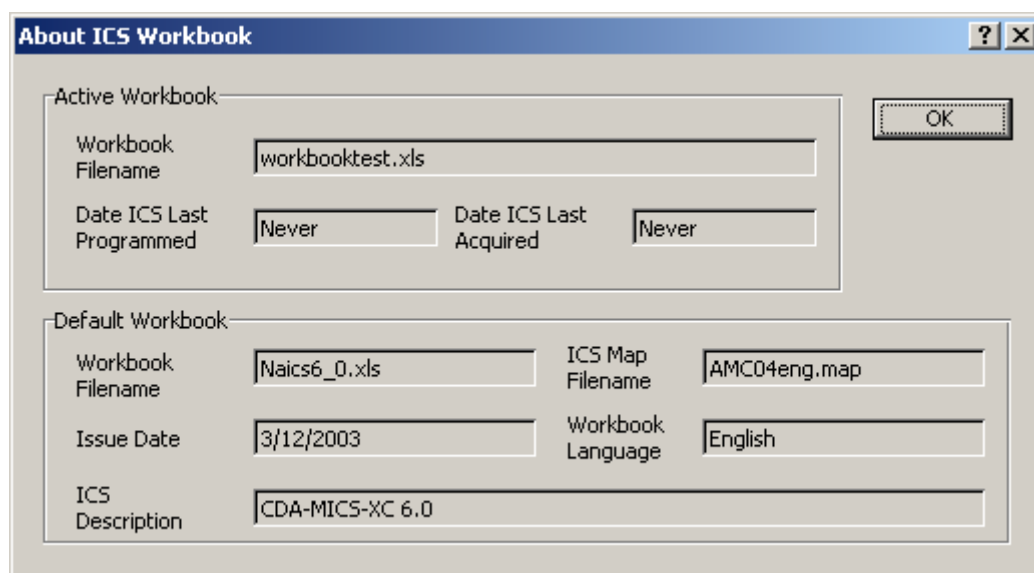 About ICS Workbook
Active Workbook
OK
Workbook
Filename
workbooktest.xls
Date ICS Last
Programmed
Never
Date ICS Last
Acquired
Never
Default Workbook
Workbook
Filename
Naics6_0.xls
ICS Map
Filename
AMC04eng.map
Issue Date
3/12/2003
Workbook
Language
English
ICS
Description
CDA-MICS-XC 6.0